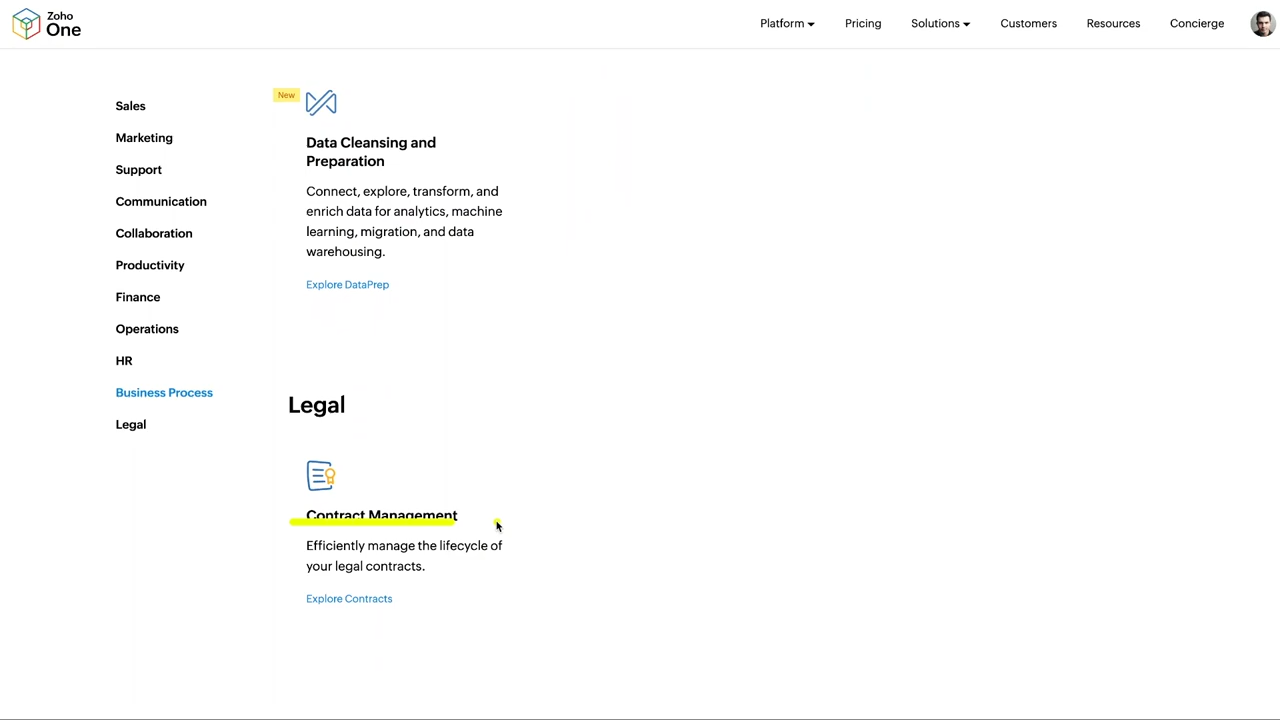 Zoho
One
Platform
Pricing
Solutions
Customers
Resources
Concierge
Sales
Marketing
Support
Communication
Collaboration
Productivity
Finance
Operations
HR
Business Process
Legal
New
Data Cleansing and
Preparation
Connect, explore, transform, and
enrich data for analytics, machine
learning, migration, and data
warehousing.
Explore DataPrep
Legal
Contract Management
Efficiently manage the lifecycle of
your legal contracts.
Explore Contracts